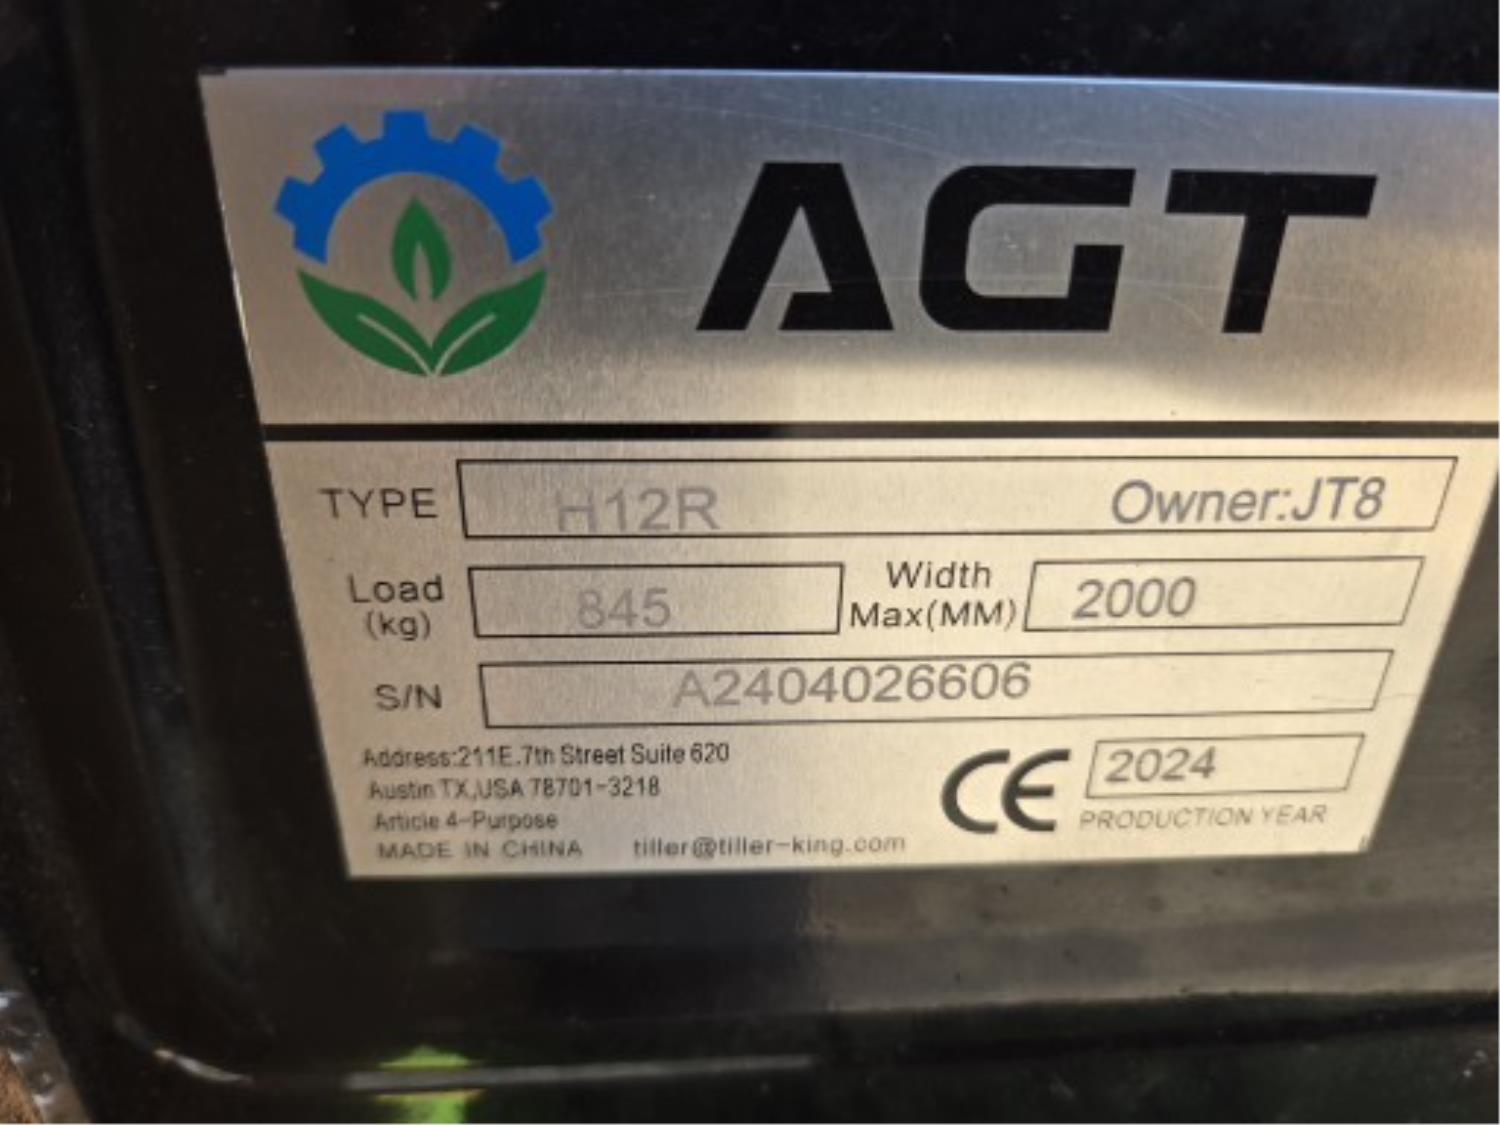 AGT
TYPE H12R Owner:JT8
Load (kg) 845 Width Max(MM) 2000
S/N A2404026606
Address:211E.7th Street Suite 620
Austin TX,USA 78701-3218
Article 4-Purpose
MADE IN CHINA tiller@tiller-king.com
CE 2024
PRODUCTION YEAR